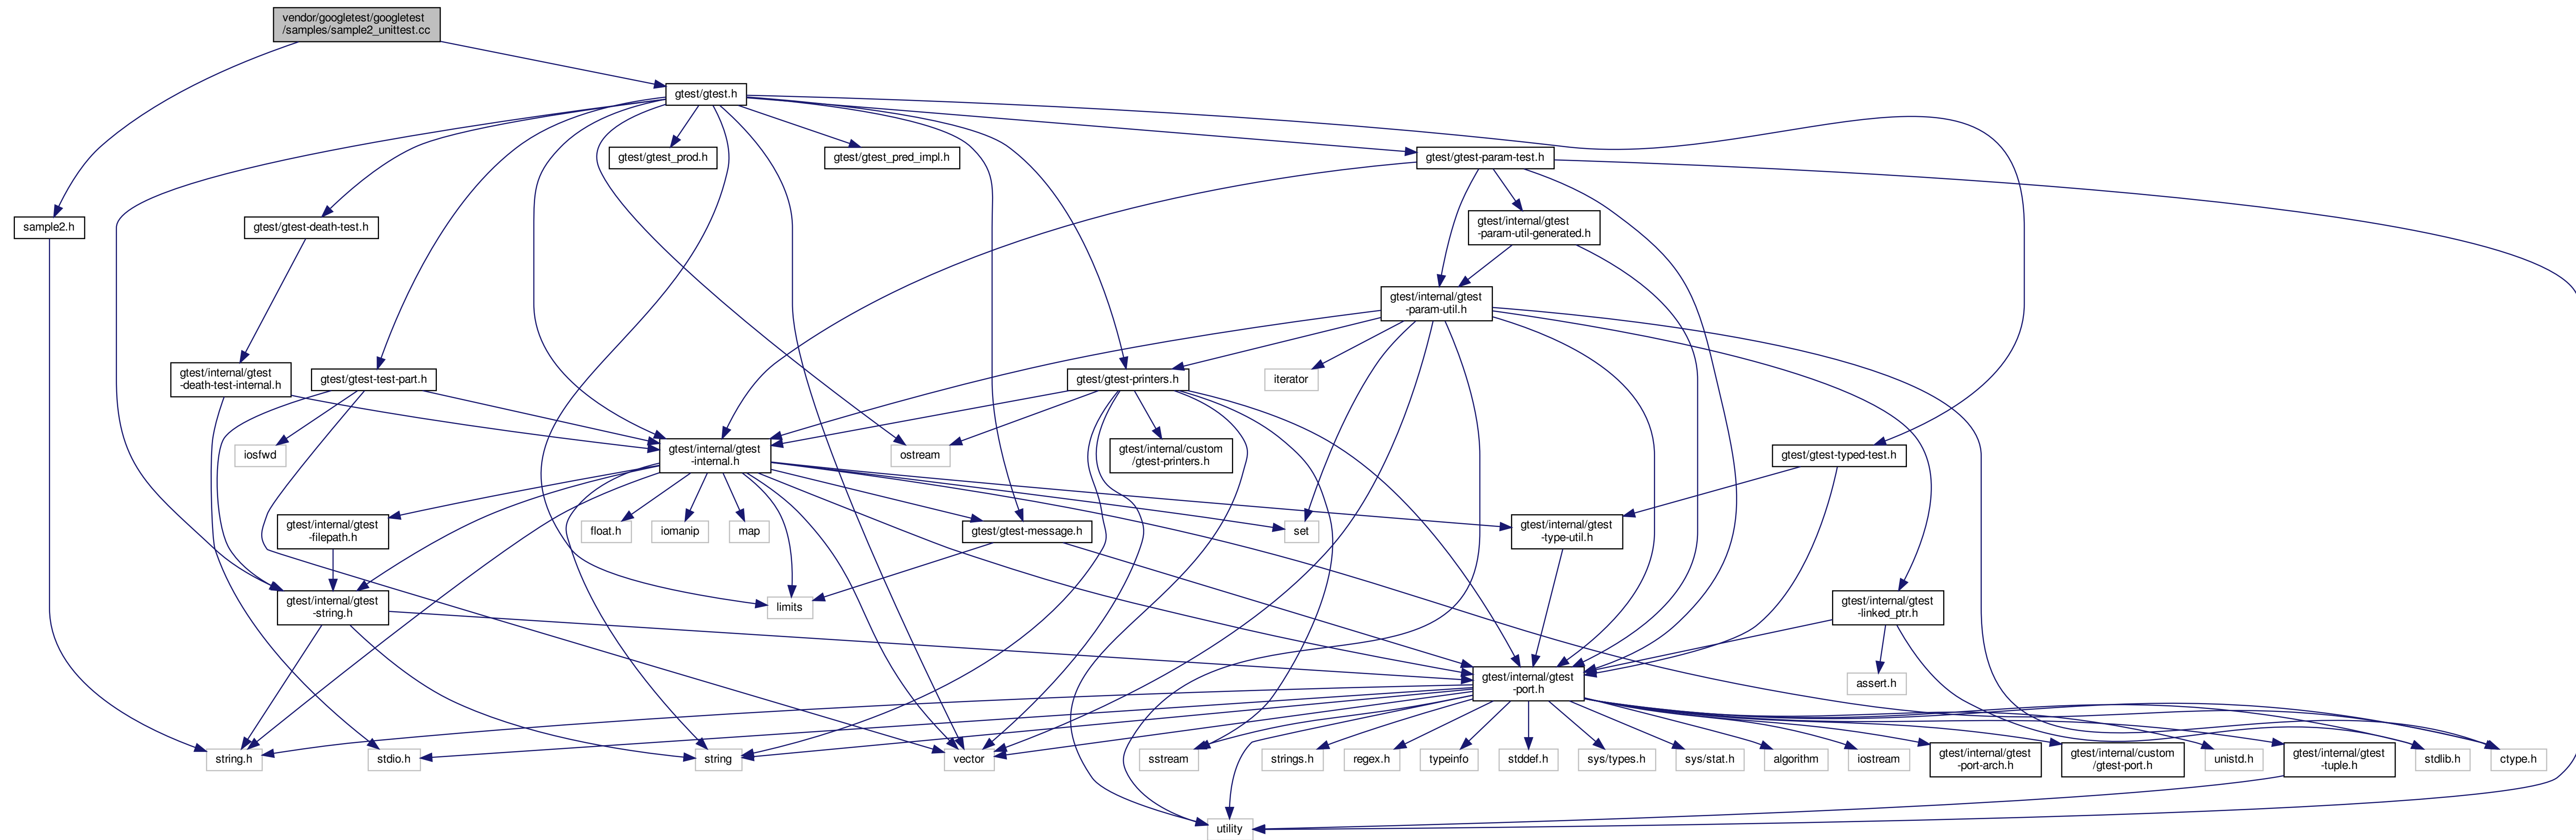 vendor/googletest/googletest
/samples/sample2_unittest.cc
gtest/gtest.h
gtest/gtest_prod.h
gtest/gtest_pred_impl.h
gtest/gtest-param-test.h
sample2.h
gtest/gtest-death-test.h
gtest/internal/gtest
-param-util-generated.h
gtest/internal/gtest
-param-util.h
gtest/internal/gtest
-death-test-internal.h
gtest/gtest-test-part.h
gtest/gtest-printers.h
iterator
iosfwd
gtest/internal/gtest
-internal.h
ostream
gtest/internal/custom
/gtest-printers.h
gtest/gtest-typed-test.h
gtest/internal/gtest
-filepath.h
float.h
iomanip
map
gtest/gtest-message.h
set
gtest/internal/gtest
-type-util.h
gtest/internal/gtest
-string.h
limits
gtest/internal/gtest
-linked_ptr.h
gtest/internal/gtest
-port.h
assert.h
string.h
stdio.h
string
vector
sstream
strings.h
regex.h
typeinfo
stddef.h
sys/types.h
sys/stat.h
algorithm
iostream
gtest/internal/gtest
-port-arch.h
gtest/internal/custom
/gtest-port.h
unistd.h
gtest/internal/gtest
-tuple.h
stdlib.h
ctype.h
utility